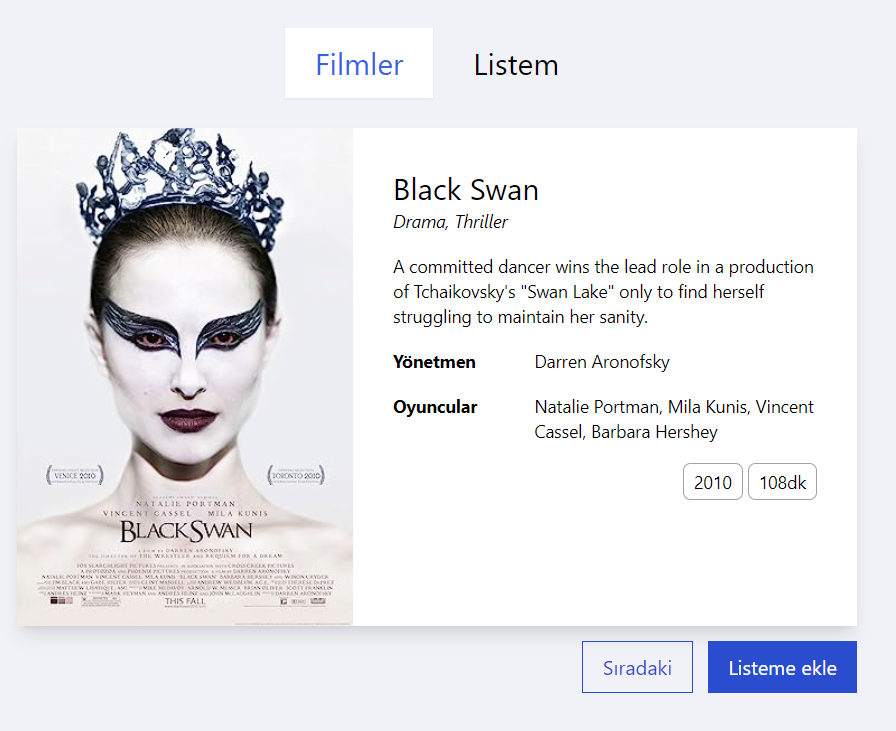 Filmler
Listem
Black Swan
Drama, Thriller
A committed dancer wins the lead role in a production
of Tchaikovsky's "Swan Lake" only to find herself
struggling to maintain her sanity.
Yönetmen Darren Aronofsky
Oyuncular Natalie Portman, Mila Kunis, Vincent
Cassel, Barbara Hershey
2010 108dk
VENICE 2010
TORONTO 2010
NATALIE PORTMAN
VINCENT CASSEL MILA KUNIS
BLACK SWAN
A FILM BY DARREN ARONOFSKY
THE DIRECTOR OF THE WRESTLER AND REQUIEM FOR A DREAM
THIS FALL
Sıradaki
Listeme ekle